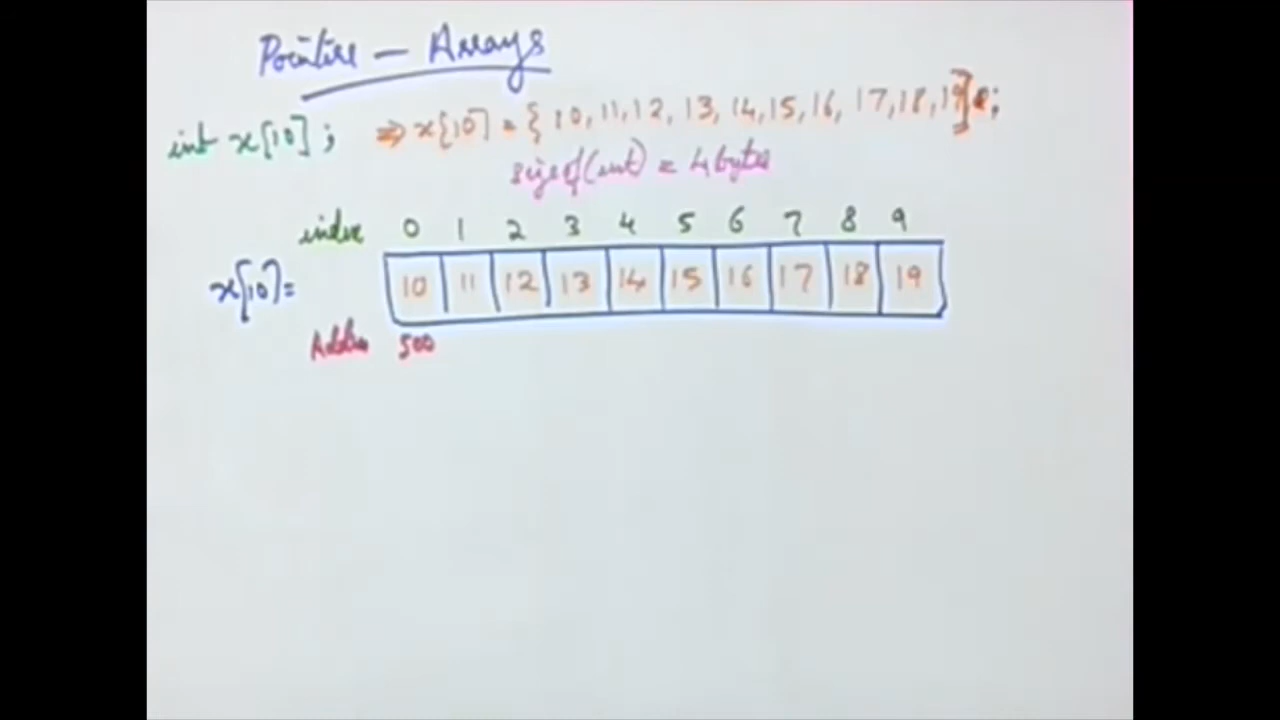 Pointers - Arrays
int x[10]; => x[10] = { 10, 11, 12, 13, 14, 15, 16, 17, 18, 19};
sizeof(int) = 4 bytes
index 0 1 2 3 4 5 6 7 8 9
x[10] = 10 11 12 13 14 15 16 17 18 19
500